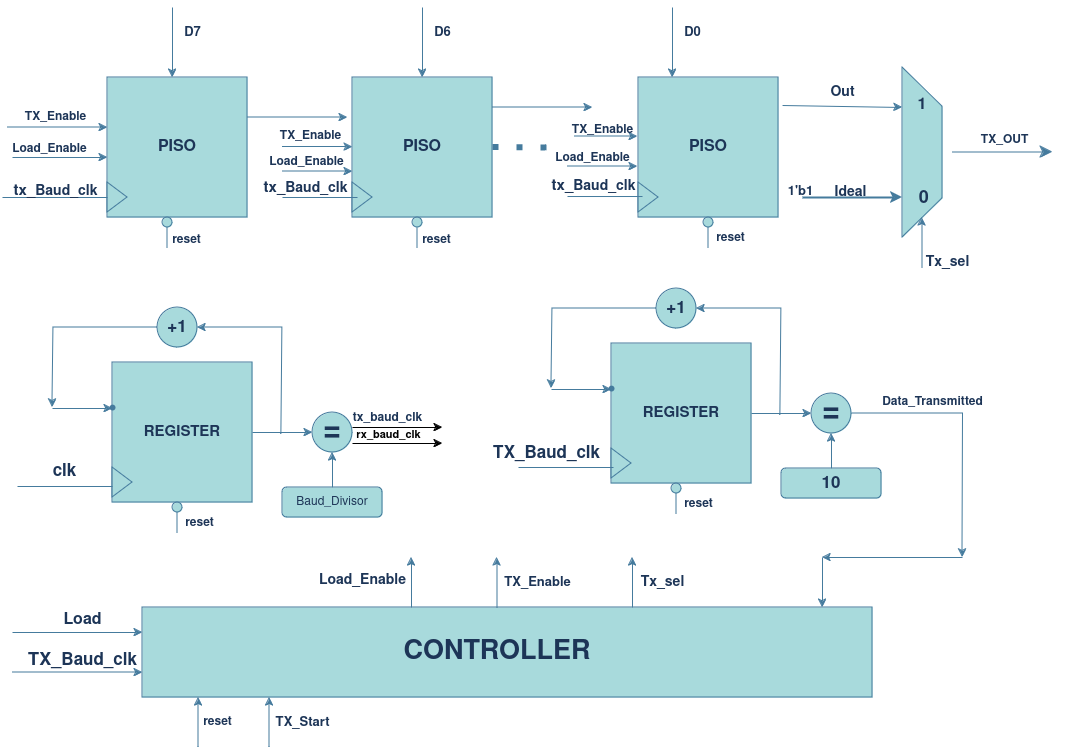 D7
D6
D0
TX_Enable
Load_Enable
tx_Baud_clk
PISO
reset
TX_Enable
Load_Enable
tx_Baud_clk
PISO
reset
TX_Enable
Load_Enable
tx_Baud_clk
PISO
reset
Out
1
1'b1
Ideal
0
TX_OUT
Tx_sel
+1
REGISTER
clk
reset
=
tx_baud_clk
rx_baud_clk
Baud_Divisor
+1
REGISTER
TX_Baud_clk
reset
=
10
Data_Transmitted
Load_Enable
TX_Enable
Tx_sel
Load
TX_Baud_clk
CONTROLLER
reset
TX_Start